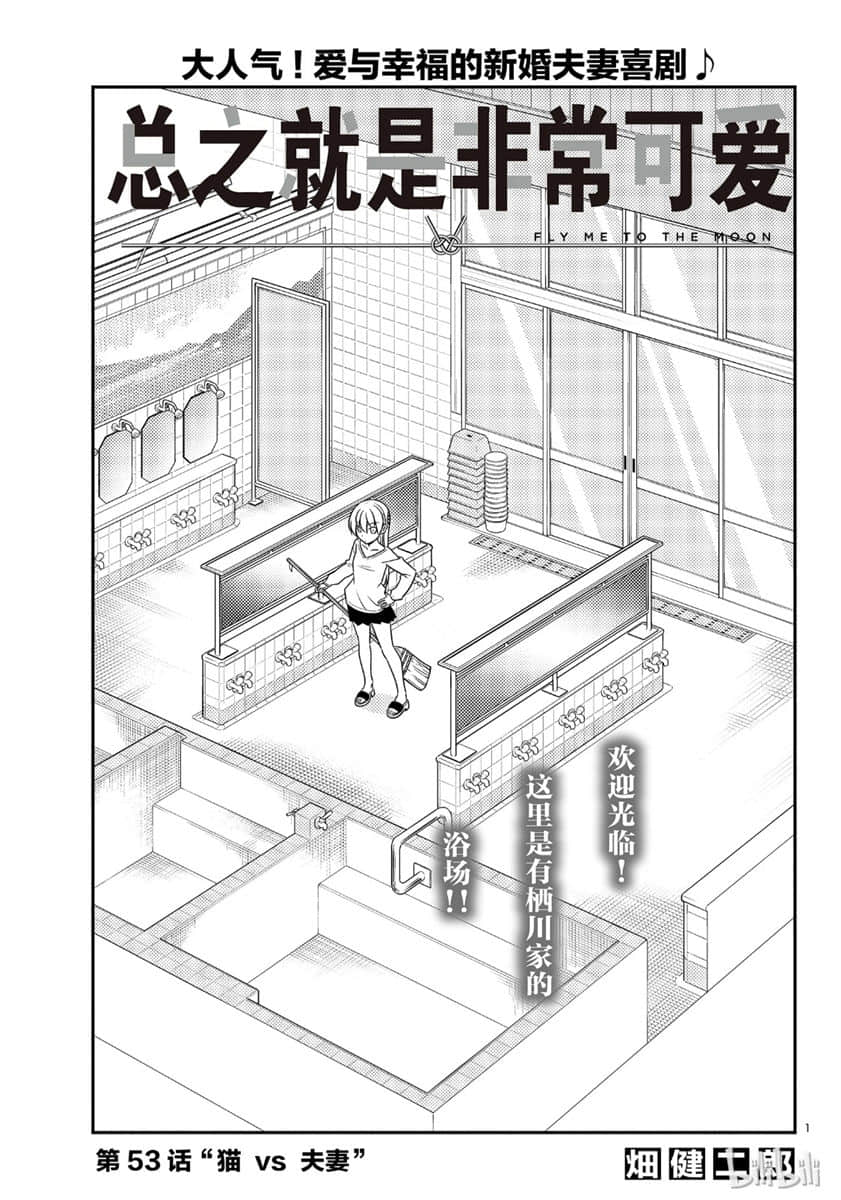 大人气！爱与幸福的新婚夫妻喜剧♪
总之就是非常可爱
FLY ME TO THE MOON
欢迎光临！
这里是有栖川家的
浴场!!
1
第53话“猫 vs 夫妻”
畑健二郎
bilibili